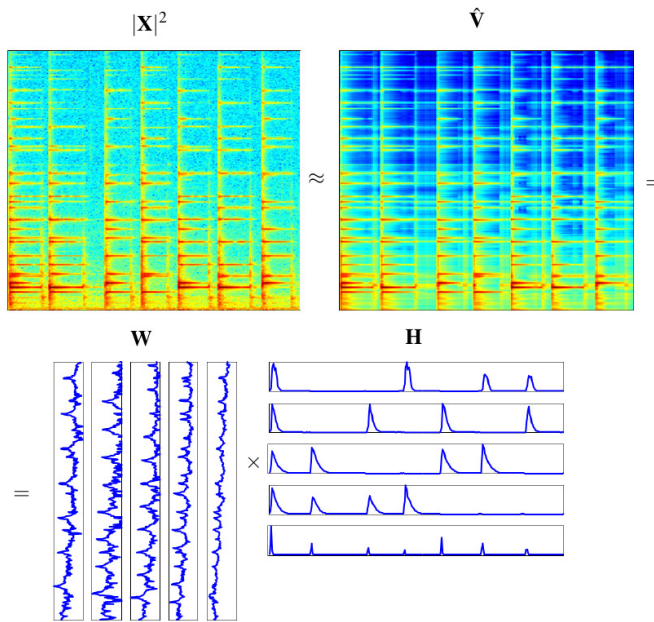 |X|² V̂
≈ =
W H
= ×